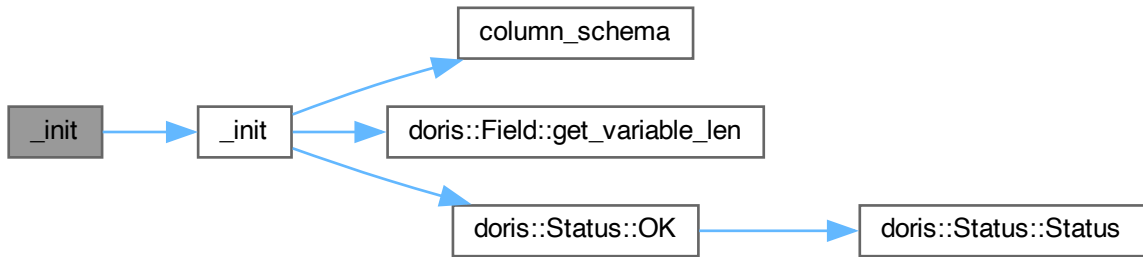 _init
_init
column_schema
doris::Field::get_variable_len
doris::Status::OK
doris::Status::Status